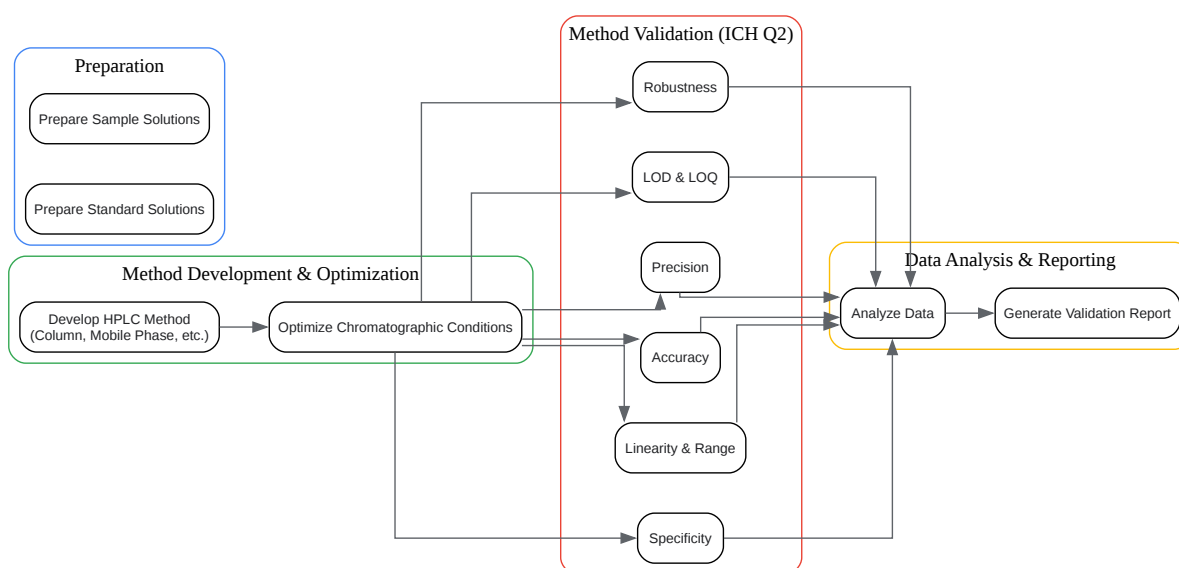 Preparation
Prepare Sample Solutions
Prepare Standard Solutions
Method Development & Optimization
Develop HPLC Method
(Column, Mobile Phase, etc.)
Optimize Chromatographic Conditions
Method Validation (ICH Q2)
Robustness
LOD & LOQ
Precision
Accuracy
Linearity & Range
Specificity
Data Analysis & Reporting
Analyze Data
Generate Validation Report